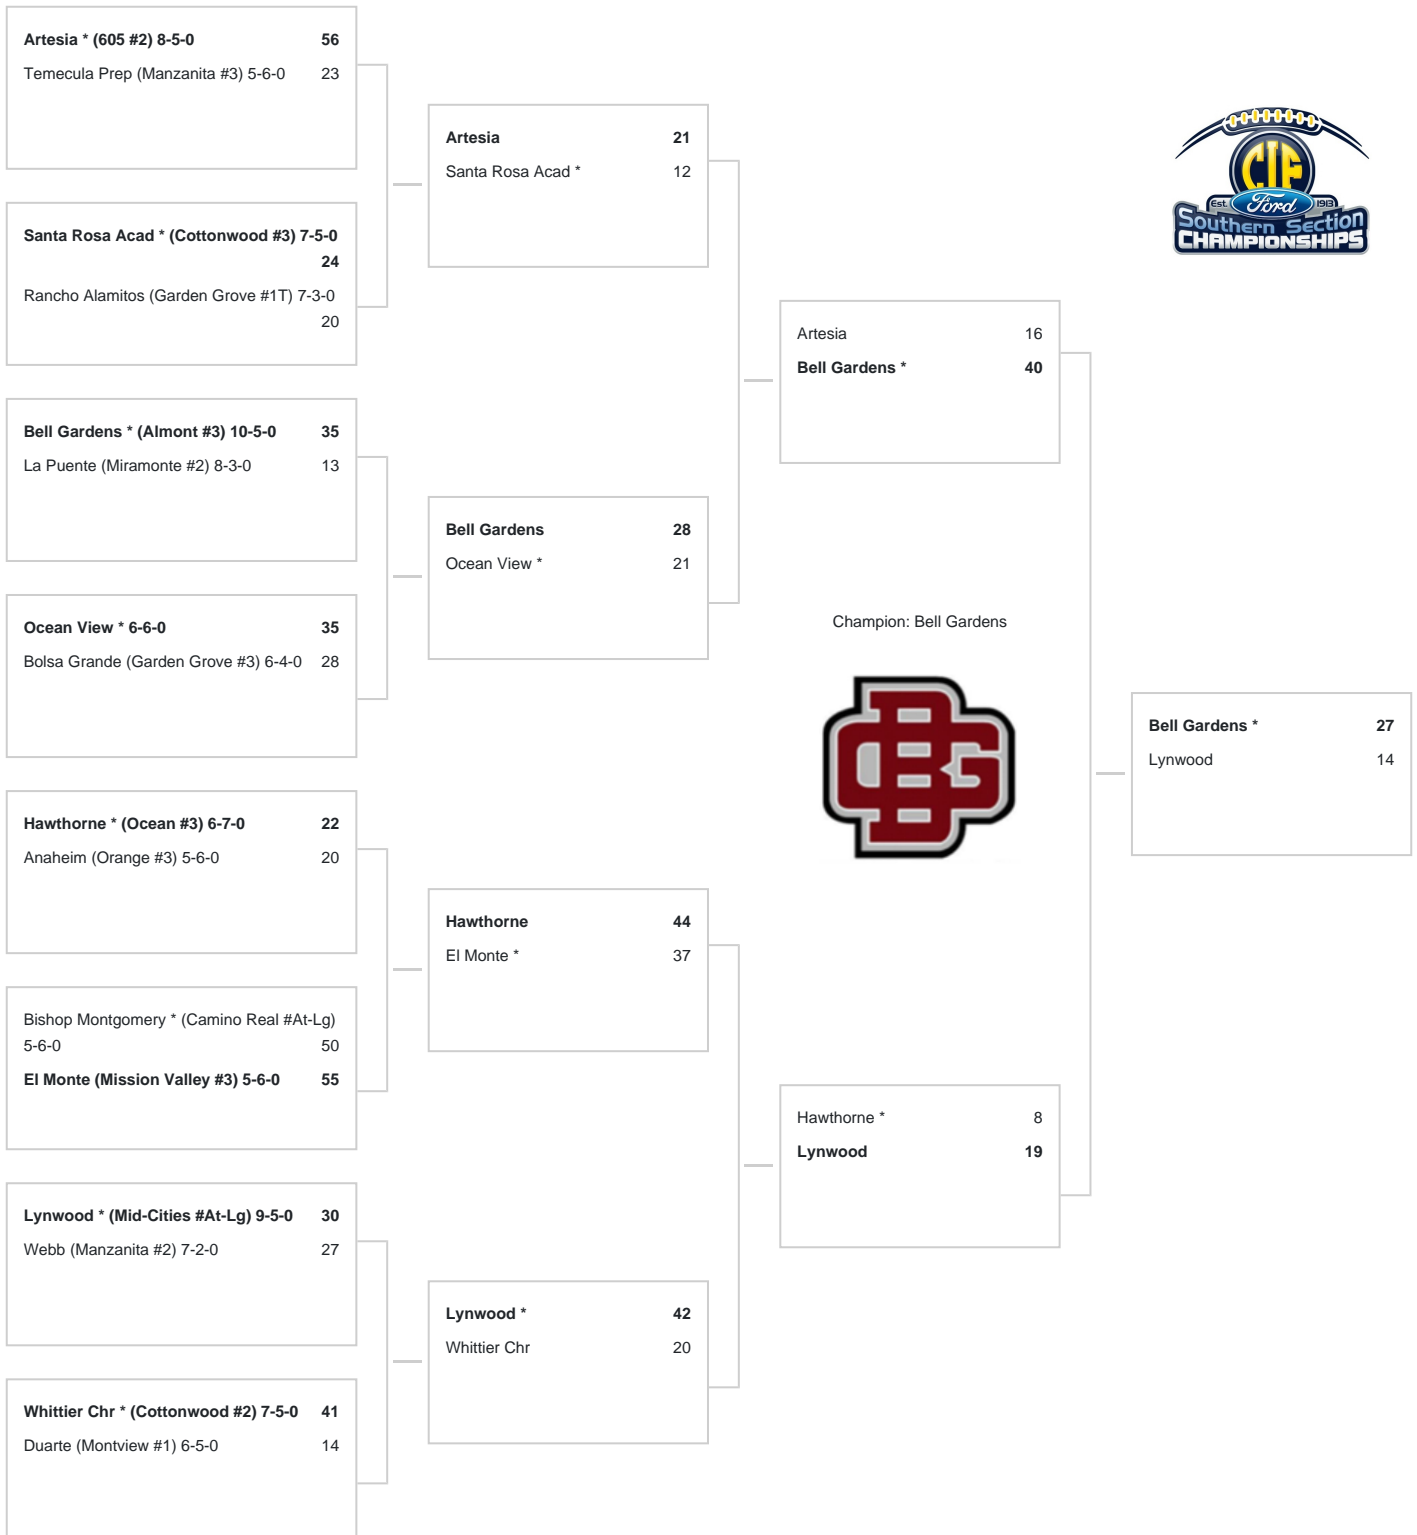 Artesia * (605 #2) 8-5-0 56
Temecula Prep (Manzanita #3) 5-6-0 23
Santa Rosa Acad * (Cottonwood #3) 7-5-0
24
Rancho Alamitos (Garden Grove #1T) 7-3-0
20
Bell Gardens * (Almont #3) 10-5-0 35
La Puente (Miramonte #2) 8-3-0 13
Ocean View * 6-6-0 35
Bolsa Grande (Garden Grove #3) 6-4-0 28
Hawthorne * (Ocean #3) 6-7-0 22
Anaheim (Orange #3) 5-6-0 20
Bishop Montgomery * (Camino Real #At-Lg)
5-6-0 50
El Monte (Mission Valley #3) 5-6-0 55
Lynwood * (Mid-Cities #At-Lg) 9-5-0 30
Webb (Manzanita #2) 7-2-0 27
Whittier Chr * (Cottonwood #2) 7-5-0 41
Duarte (Montview #1) 6-5-0 14
Artesia 21
Santa Rosa Acad * 12
Bell Gardens 28
Ocean View * 21
Hawthorne 44
El Monte * 37
Lynwood * 42
Whittier Chr 20
Artesia 16
Bell Gardens * 40
Champion: Bell Gardens
BG
Hawthorne * 8
Lynwood 19
CIF
Est. Ford 1913
Southern Section
CHAMPIONSHIPS
Bell Gardens * 27
Lynwood 14